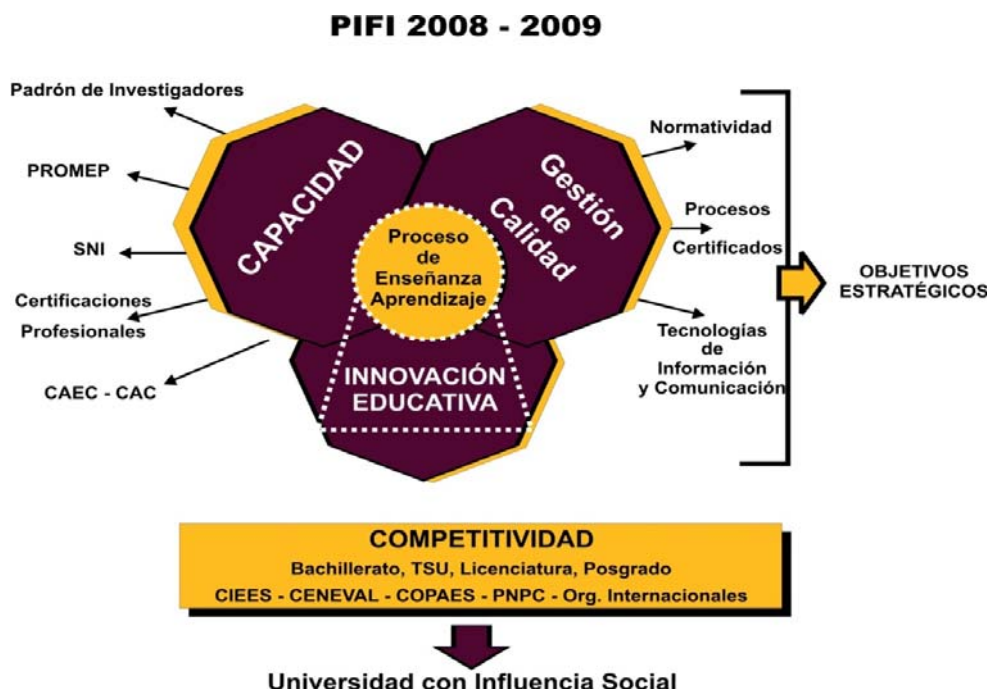 PIFI 2008 - 2009
Padrón de Investigadores
PROMEP
SNI
Certificaciones
Profesionales
CAEC - CAC
CAPACIDAD
Gestión
de
Calidad
Proceso
de
Enseñanza
Aprendizaje
INNOVACIÓN
EDUCATIVA
Normatividad
Procesos
Certificados
Tecnologías
de
Información
y Comunicación
OBJETIVOS
ESTRATÉGICOS
COMPETITIVIDAD
Bachillerato, TSU, Licenciatura, Posgrado
CIEES - CENEVAL - COPAES - PNPC - Org. Internacionales
Universidad con Influencia Social